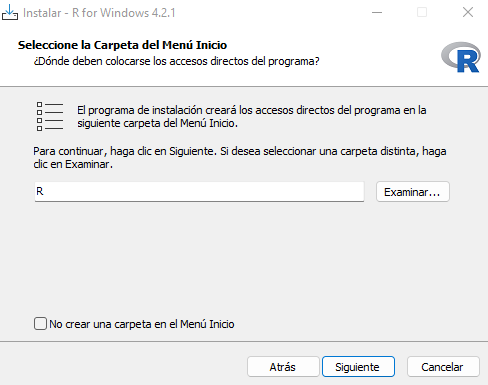 Instalar - R for Windows 4.2.1
Seleccione la Carpeta del Menú Inicio
¿Dónde deben colocarse los accesos directos del programa?
R
El programa de instalación creará los accesos directos del programa en la
siguiente carpeta del Menú Inicio.
Para continuar, haga clic en Siguiente. Si desea seleccionar una carpeta distinta, haga
clic en Examinar.
R
Examinar...
No crear una carpeta en el Menú Inicio
Atrás
Siguiente
Cancelar